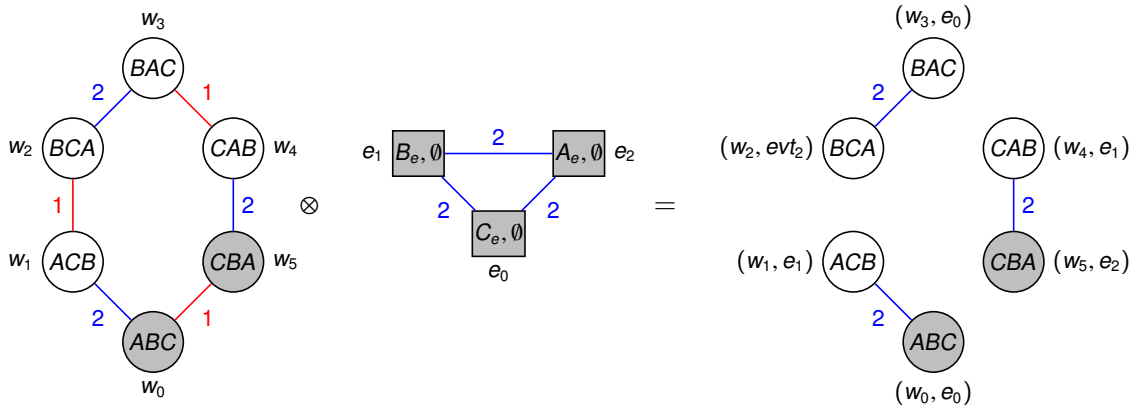 w₃
BAC
2
1
w₂
BCA
CAB
w₄
1
2
w₁
ACB
CBA
w₅
2
1
ABC
w₀
⊗
e₁
Bₑ, ∅
2
Aₑ, ∅
e₂
2
2
Cₑ, ∅
e₀
=
(w₃, e₀)
BAC
2
(w₂, evt₂)
BCA
CAB
(w₄, e₁)
2
(w₁, e₁)
ACB
CBA
(w₅, e₂)
2
ABC
(w₀, e₀)